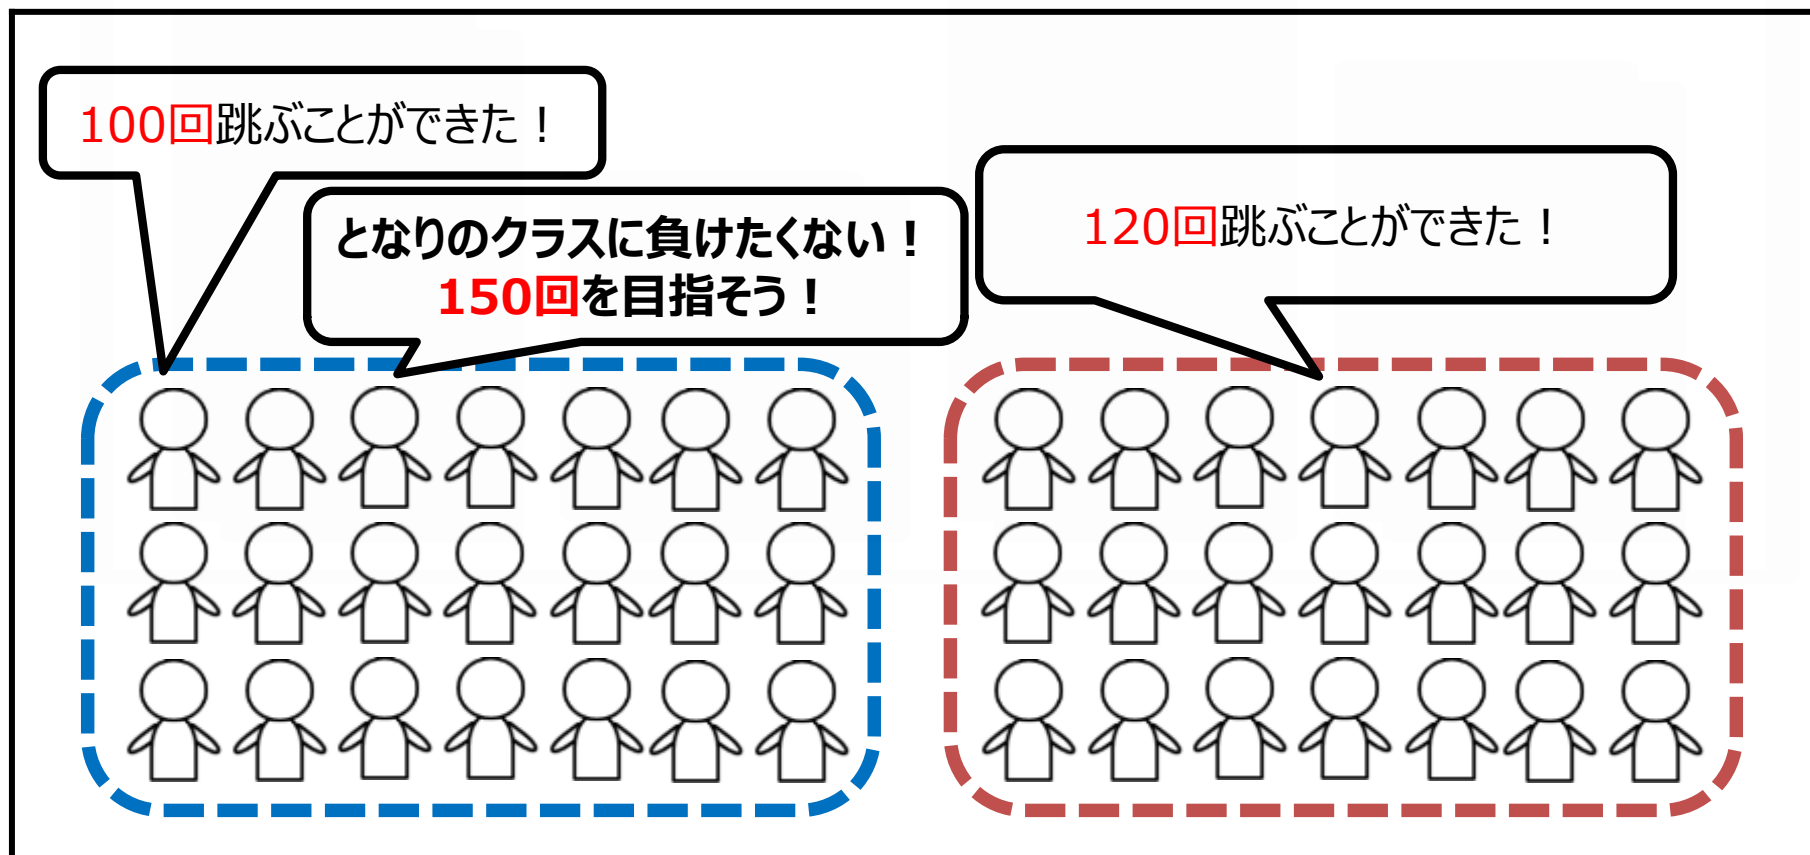 100回跳ぶことができた！
となりのクラスに負けたくない！
150回を目指そう！
120回跳ぶことができた！